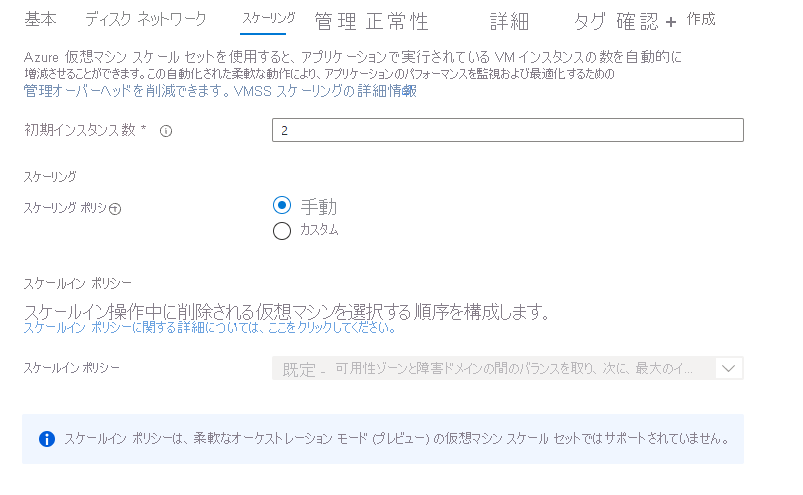 基本 ディスク ネットワーク スケーリング 管理 正常性 詳細 タグ 確認 + 作成
Azure 仮想マシン スケール セットを使用すると、アプリケーションで実行されている VM インスタンスの数を自動的に
増減させることができます。この自動化された柔軟な動作により、アプリケーションのパフォーマンスを監視および最適化するための
管理オーバーヘッドを削減できます。VMSS スケーリングの詳細情報
初期インスタンス数 * 2
スケーリング
スケーリング ポリシー 手動
カスタム
スケールイン ポリシー
スケールイン操作中に削除される仮想マシンを選択する順序を構成します。
スケールイン ポリシーに関する詳細については、ここをクリックしてください。
スケールイン ポリシー 既定 - 可用性ゾーンと障害ドメインの間のバランスを取り、次に、最大のイ...
スケールイン ポリシーは、柔軟なオーケストレーション モード (プレビュー) の仮想マシン スケール セットではサポートされていません。